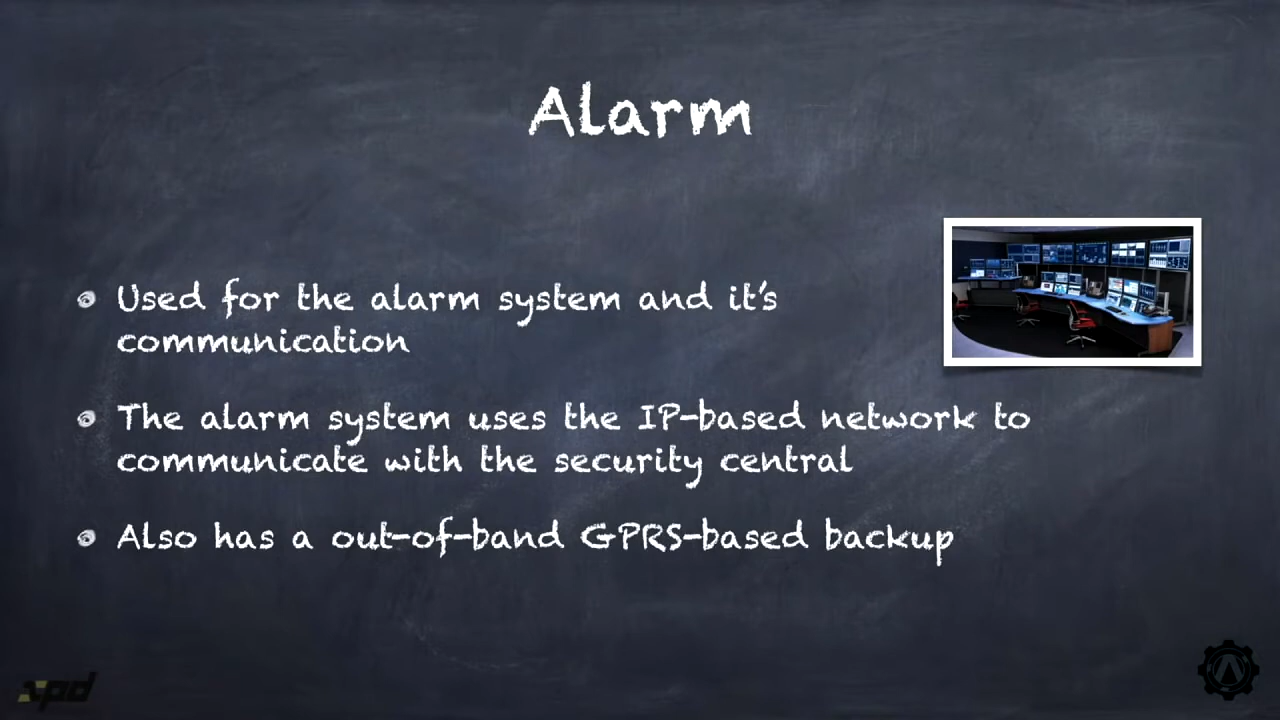 Alarm
Used for the alarm system and it's
communication
The alarm system uses the IP-based network to
communicate with the security central
Also has a out-of-band GPRS-based backup
xpd